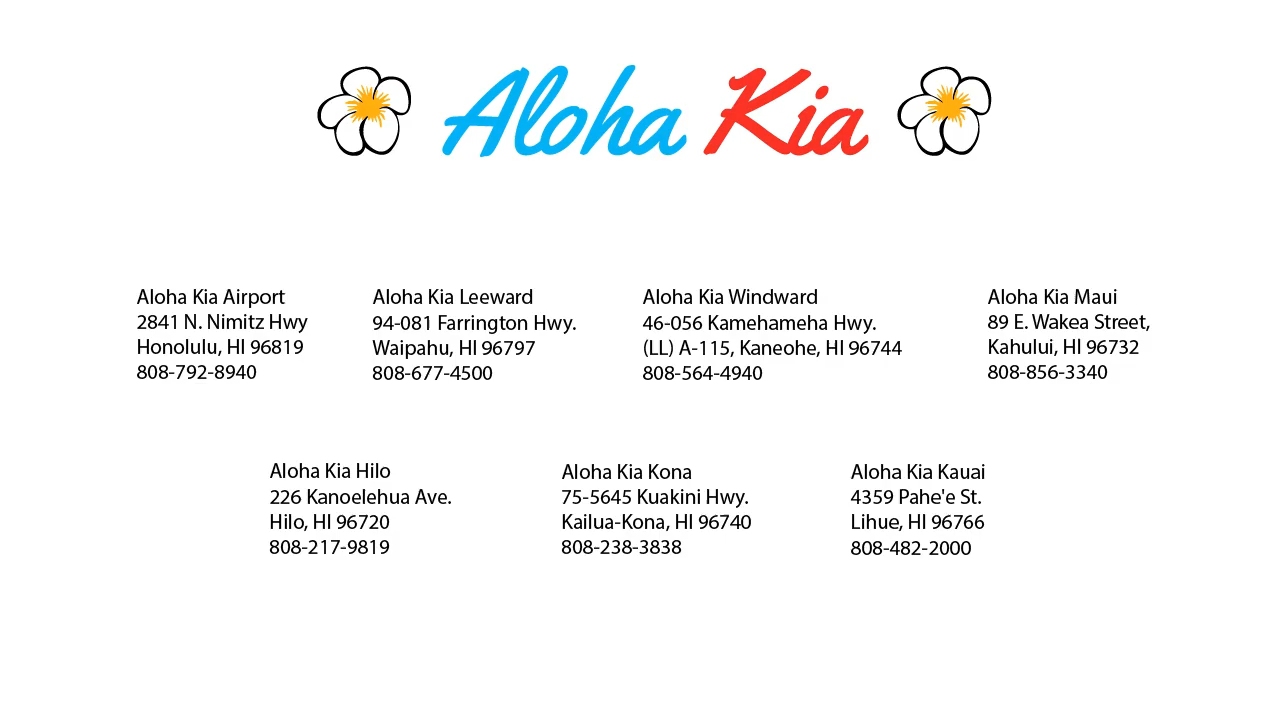 Aloha Kia
Aloha Kia Airport
2841 N. Nimitz Hwy
Honolulu, HI 96819
808-792-8940
Aloha Kia Leeward
94-081 Farrington Hwy.
Waipahu, HI 96797
808-677-4500
Aloha Kia Windward
46-056 Kamehameha Hwy.
(LL) A-115, Kaneohe, HI 96744
808-564-4940
Aloha Kia Maui
89 E. Wakea Street,
Kahului, HI 96732
808-856-3340
Aloha Kia Hilo
226 Kanoelehua Ave.
Hilo, HI 96720
808-217-9819
Aloha Kia Kona
75-5645 Kuakini Hwy.
Kailua-Kona, HI 96740
808-238-3838
Aloha Kia Kauai
4359 Pahe'e St.
Lihue, HI 96766
808-482-2000